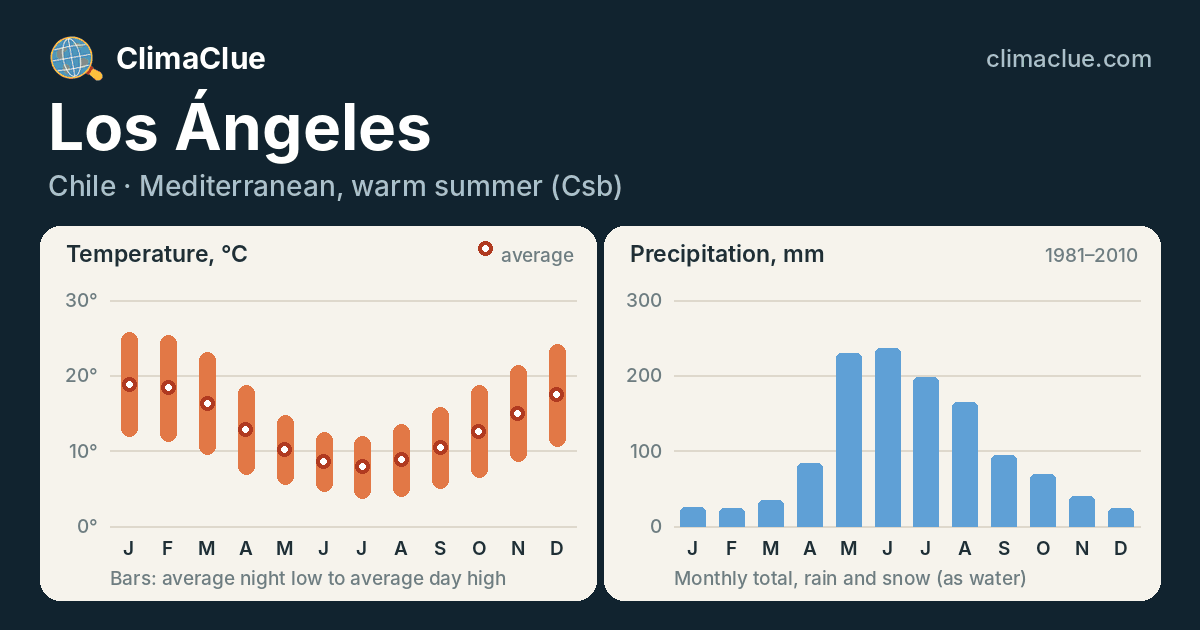 ClimaClue
climaclue.com
Los Ángeles
Chile · Mediterranean, warm summer (Csb)
Temperature, °C
average
30°
20°
10°
0°
J F M A M J J A S O N D
Bars: average night low to average day high
Precipitation, mm
1981–2010
300
200
100
0
J F M A M J J A S O N D
Monthly total, rain and snow (as water)